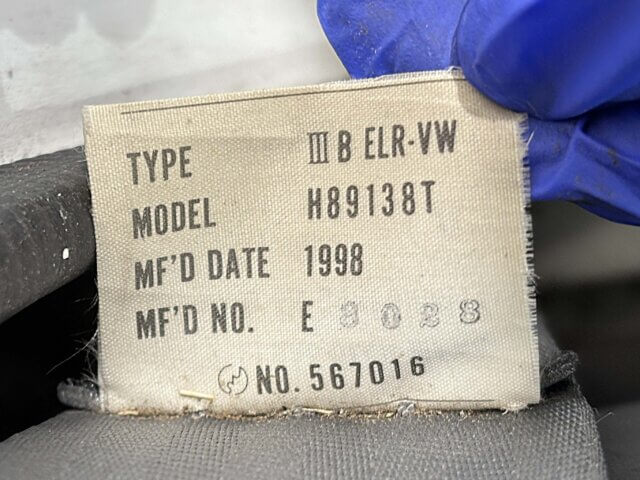 TYPE III B ELR-VW
MODEL H89138T
MF'D DATE 1998
MF'D NO. E 8028
NO. 567016